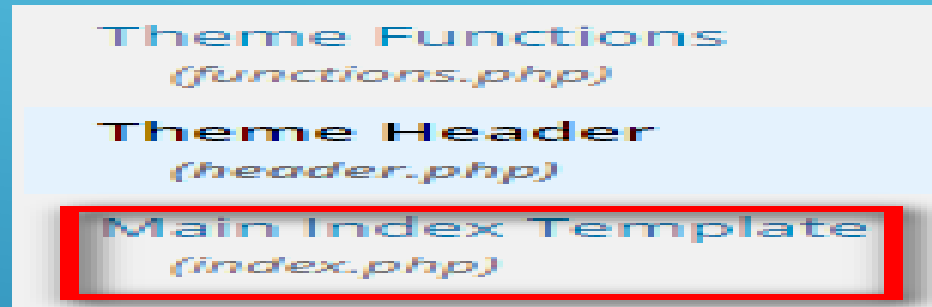 Theme Functions
(functions.php)
Theme Header
(header.php)
Main Index Template
(index.php)